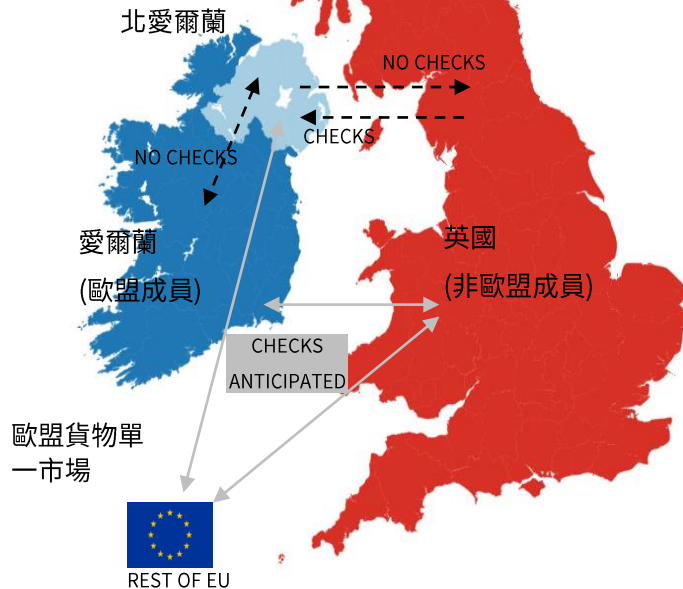 北愛爾蘭
NO CHECKS
CHECKS
NO CHECKS
愛爾蘭
(歐盟成員)
英國
(非歐盟成員)
CHECKS
ANTICIPATED
歐盟貨物單
一市場
REST OF EU